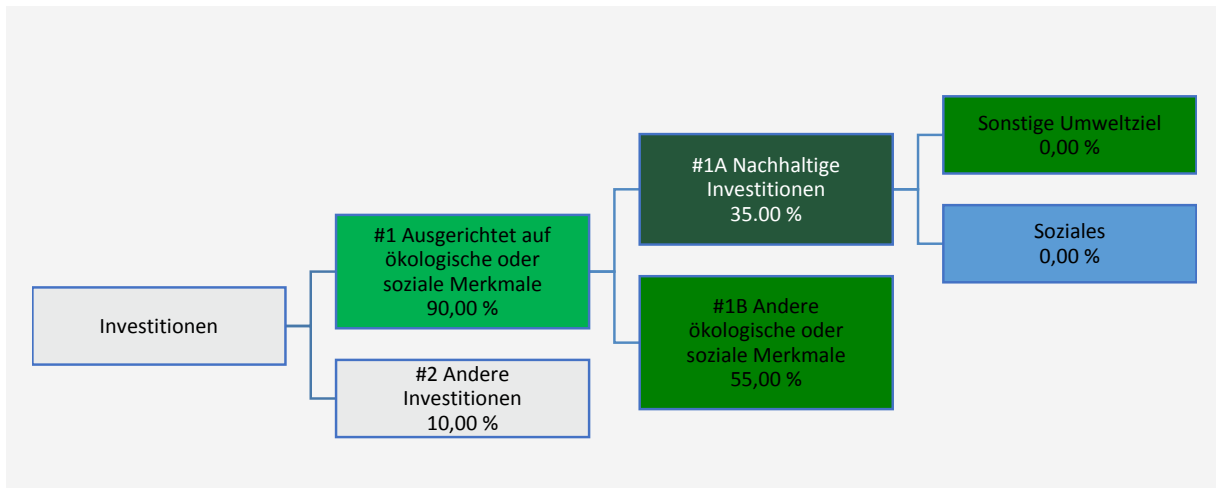 Investitionen
#1 Ausgerichtet auf
ökologische oder
soziale Merkmale
90,00 %
#2 Andere
Investitionen
10,00 %
#1A Nachhaltige
Investitionen
35.00 %
#1B Andere
ökologische oder
soziale Merkmale
55,00 %
Sonstige Umweltziel
0,00 %
Soziales
0,00 %